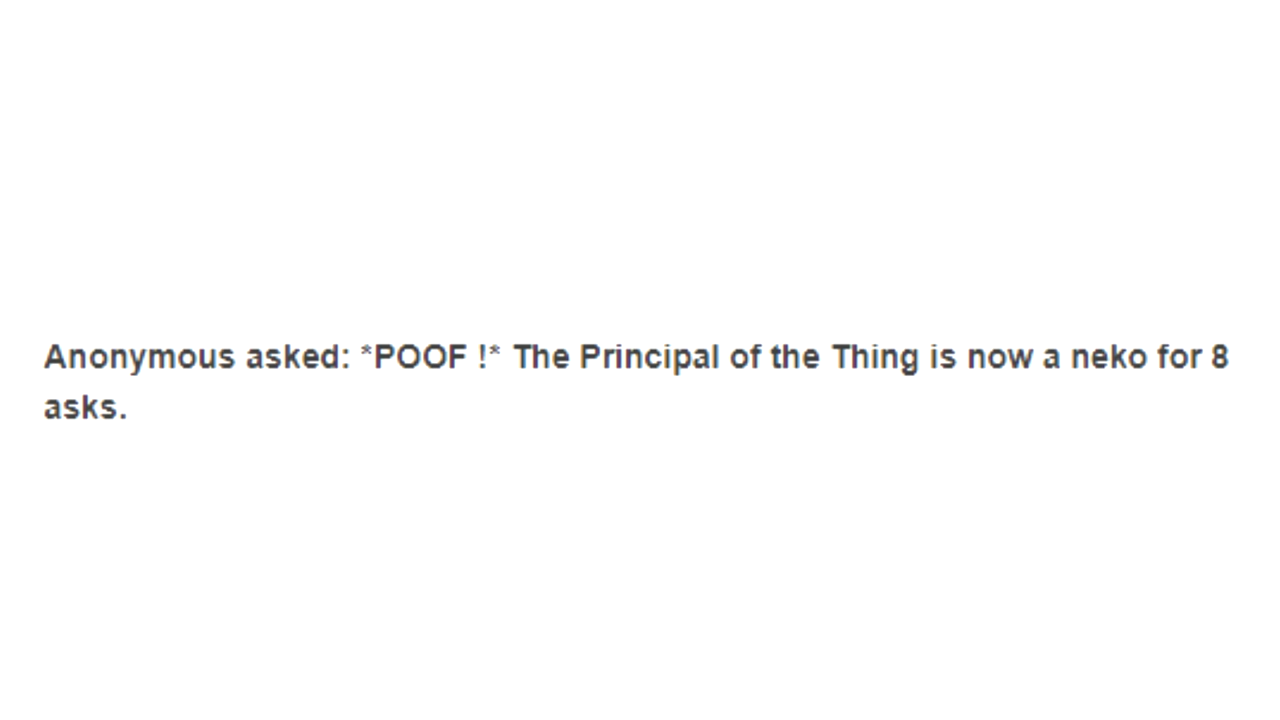 Anonymous asked: *POOF !* The Principal of the Thing is now a neko for 8
asks.